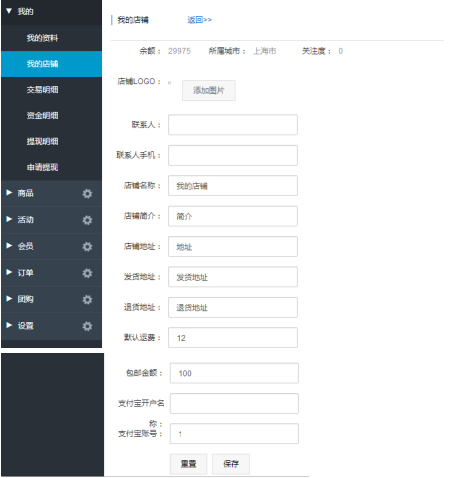 我的
我的资料
我的店铺
交易明细
资金明细
提现明细
申请提现
商品
活动
会员
订单
团购
设置
我的店铺 返回>>
余额： 29975 所属城市： 上海市 关注度： 0
店铺LOGO： 添加图片
联系人：
联系人手机：
店铺名称： 我的店铺
店铺简介： 简介
店铺地址： 地址
发货地址： 发货地址
退货地址： 退货地址
默认运费： 12
包邮金额： 100
支付宝开户名
称：
支付宝账号： 1
重置 保存